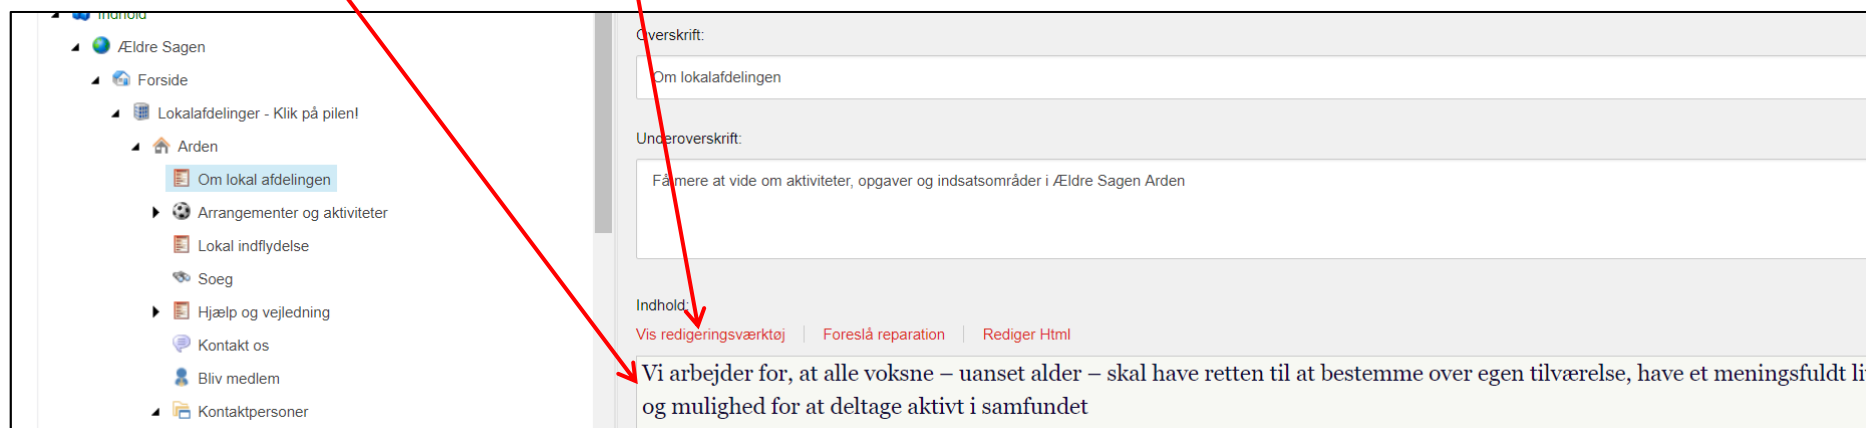 Indhold
Ældre Sagen
Forside
Lokalafdelinger - Klik på pilen!
Arden
Om lokal afdelingen
Arrangementer og aktiviteter
Lokal indflydelse
Soeg
Hjælp og vejledning
Kontakt os
Bliv medlem
Kontaktpersoner
Overskrift:
Om lokalafdelingen
Underoverskrift:
Få mere at vide om aktiviteter, opgaver og indsatsområder i Ældre Sagen Arden
Indhold:
Vis redigeringsværktøj Foreslå reparation Rediger Html
Vi arbejder for, at alle voksne – uanset alder – skal have retten til at bestemme over egen tilværelse, have et meningsfuldt
og mulighed for at deltage aktivt i samfundet